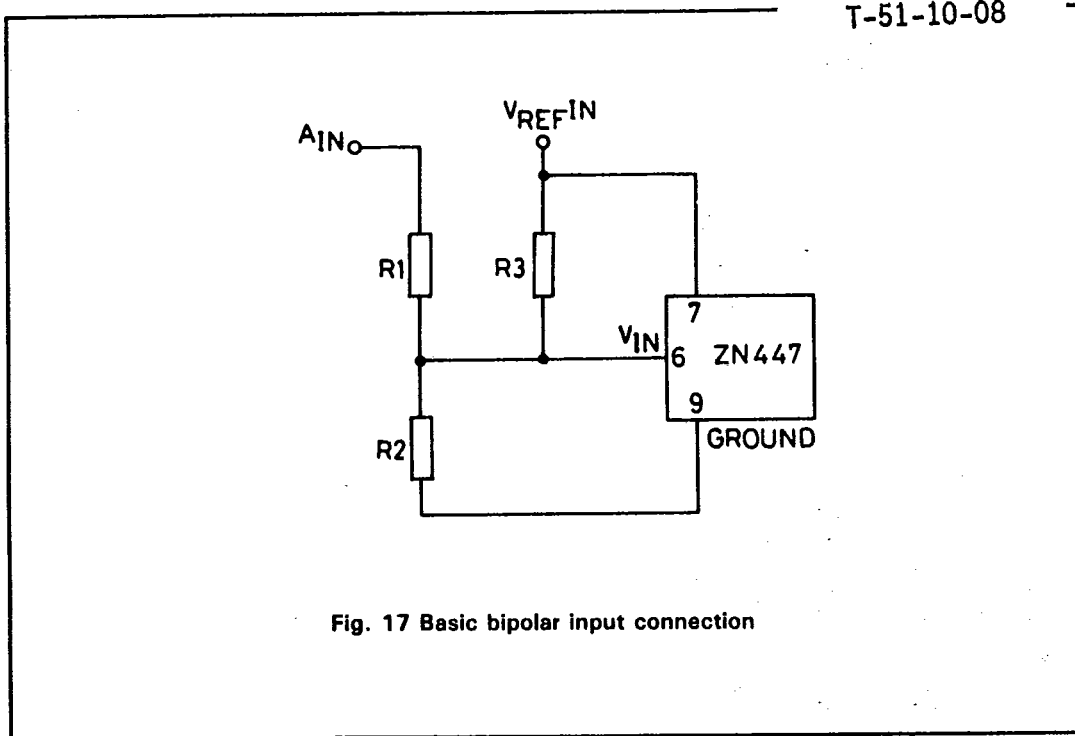 T-51-10-08
AIN
VREFIN
R1
R3
VIN
7
6
ZN447
9
GROUND
R2
Fig. 17 Basic bipolar input connection